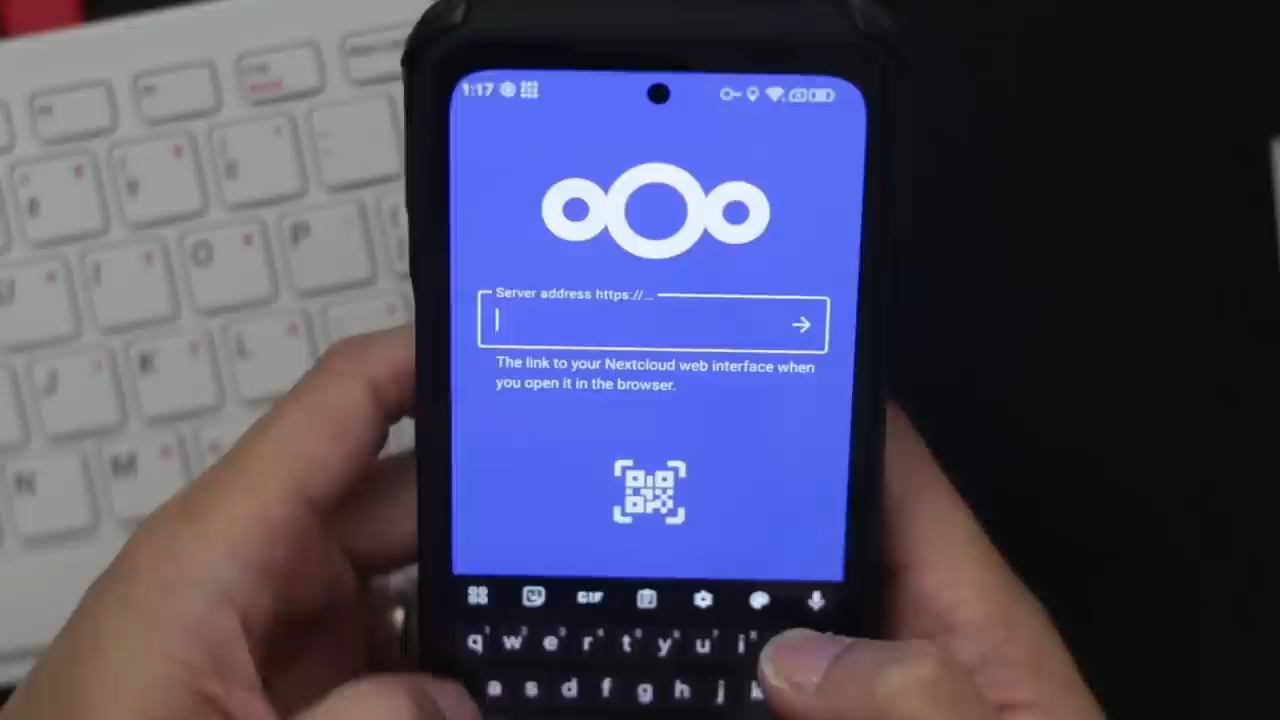 1:17
Server address https://...
The link to your Nextcloud web interface when
you open it in the browser.
GIF
q w e r t y u i
a s d f g h j k
O P
U I
J K L
N M